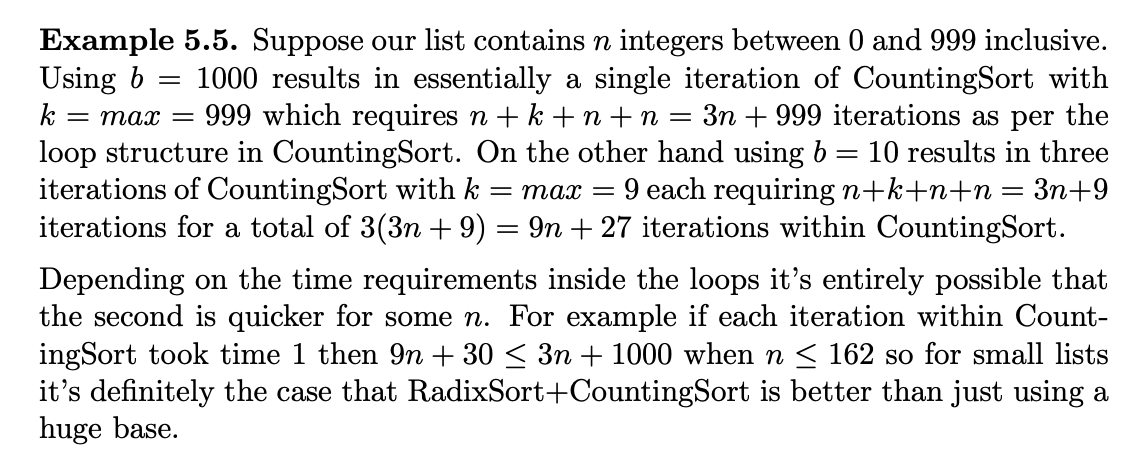 Example 5.5. Suppose our list contains n integers between 0 and 999 inclusive.
Using b = 1000 results in essentially a single iteration of CountingSort with
k = max = 999 which requires n + k + n + n = 3n + 999 iterations as per the
loop structure in CountingSort. On the other hand using b = 10 results in three
iterations of CountingSort with k = max = 9 each requiring n+k+n+n = 3n+9
iterations for a total of 3(3n + 9) = 9n + 27 iterations within CountingSort.
Depending on the time requirements inside the loops it's entirely possible that
the second is quicker for some n. For example if each iteration within Count-
ingSort took time 1 then 9n + 30 ≤ 3n + 1000 when n ≤ 162 so for small lists
it's definitely the case that RadixSort+CountingSort is better than just using a
huge base.